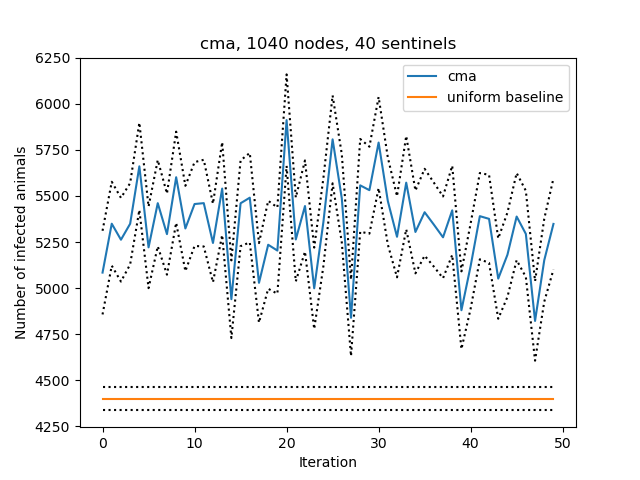 cma, 1040 nodes, 40 sentinels
cma
uniform baseline
Number of infected animals
6250
6000
5750
5500
5250
5000
4750
4500
4250
0 10 20 30 40 50
Iteration